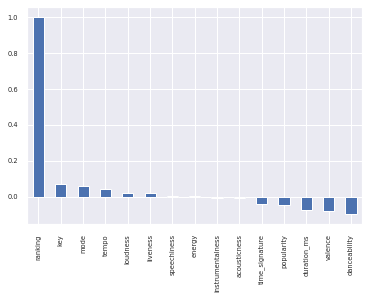 1.0
0.8
0.6
0.4
0.2
0.0
ranking
key
mode
tempo
loudness
liveness
speechiness
energy
instrumentalness
acousticness
time_signature
popularity
duration_ms
valence
danceability